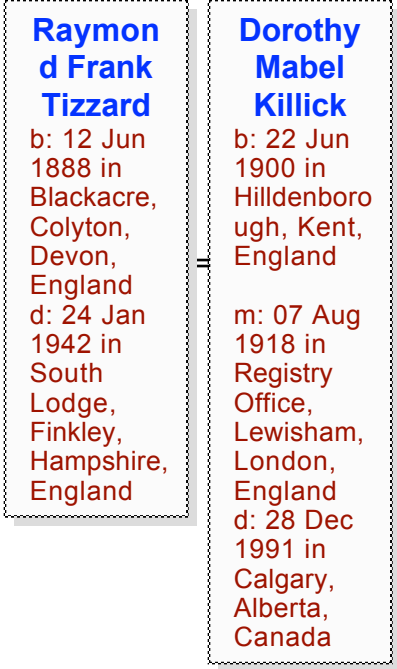 Raymon
d Frank
Tizzard
b: 12 Jun
1888 in
Blackacre,
Colyton,
Devon,
England
d: 24 Jan
1942 in
South
Lodge,
Finkley,
Hampshire,
England
=
Dorothy
Mabel
Killick
b: 22 Jun
1900 in
Hilldenboro
ugh, Kent,
England
m: 07 Aug
1918 in
Registry
Office,
Lewisham,
London,
England
d: 28 Dec
1991 in
Calgary,
Alberta,
Canada